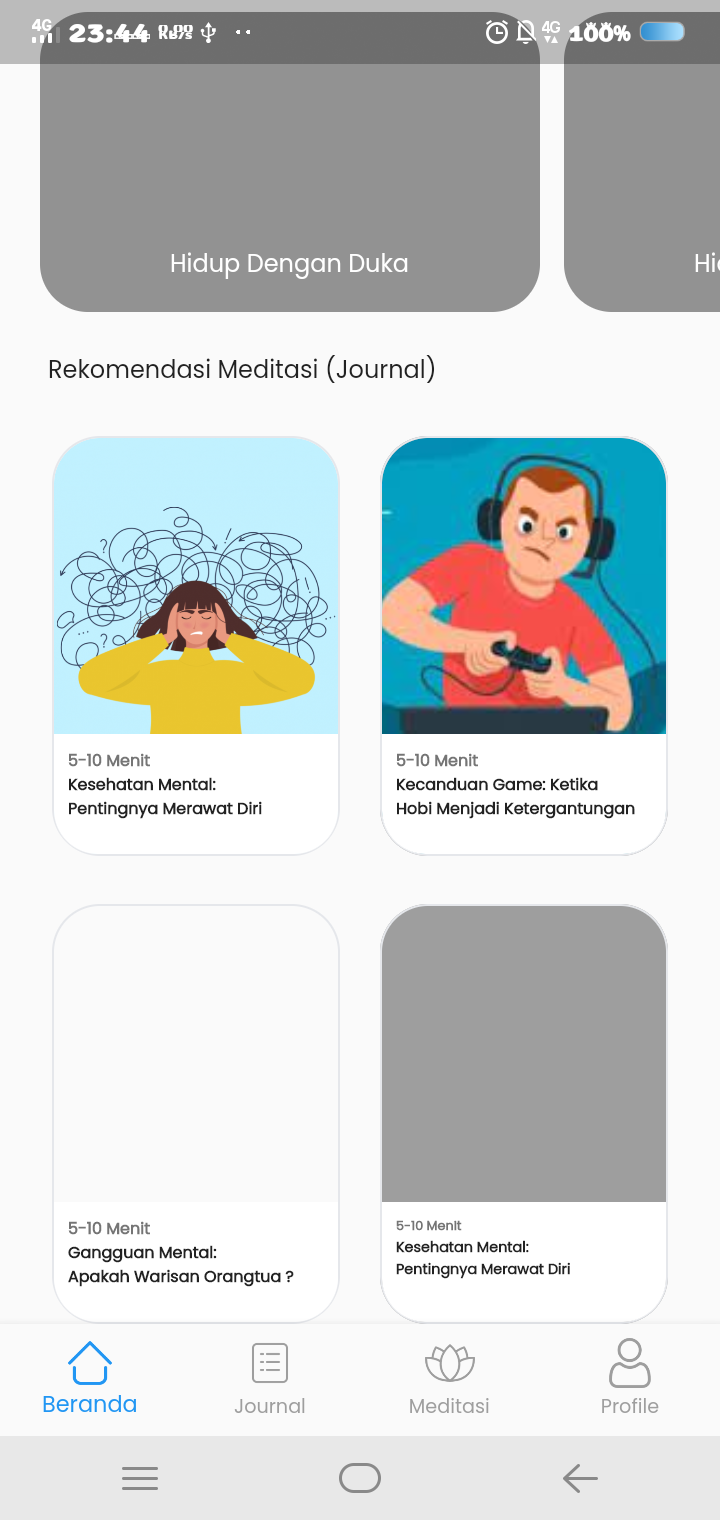 4G 23:44 0.00 KB/s 4G 100%
Hidup Dengan Duka
Hi
Rekomendasi Meditasi (Journal)
5-10 Menit
Kesehatan Mental:
Pentingnya Merawat Diri
5-10 Menit
Kecanduan Game: Ketika
Hobi Menjadi Ketergantungan
5-10 Menit
Gangguan Mental:
Apakah Warisan Orangtua ?
5-10 Menit
Kesehatan Mental:
Pentingnya Merawat Diri
Beranda
Journal
Meditasi
Profile